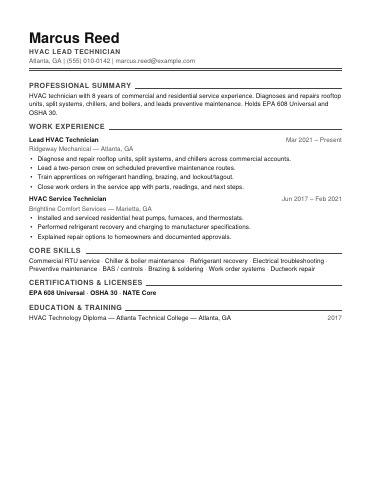 Marcus Reed
HVAC LEAD TECHNICIAN
Atlanta, GA | (555) 010-0142 | marcus.reed@example.com
PROFESSIONAL SUMMARY
HVAC technician with 8 years of commercial and residential service experience. Diagnoses and repairs rooftop
units, split systems, chillers, and boilers, and leads preventive maintenance. Holds EPA 608 Universal and
OSHA 30.
WORK EXPERIENCE
Lead HVAC Technician Mar 2021 – Present
Ridgeway Mechanical — Atlanta, GA
• Diagnose and repair rooftop units, split systems, and chillers across commercial accounts.
• Lead a two-person crew on scheduled preventive maintenance routes.
• Train apprentices on refrigerant handling, brazing, and lockout/tagout.
• Close work orders in the service app with parts, readings, and next steps.
HVAC Service Technician Jun 2017 – Feb 2021
Brightline Comfort Services — Marietta, GA
• Installed and serviced residential heat pumps, furnaces, and thermostats.
• Performed refrigerant recovery and charging to manufacturer specifications.
• Explained repair options to homeowners and documented approvals.
CORE SKILLS
Commercial RTU service · Chiller & boiler maintenance · Refrigerant recovery · Electrical troubleshooting
Preventive maintenance · BAS / controls · Brazing & soldering · Work order systems · Ductwork repair
CERTIFICATIONS & LICENSES
EPA 608 Universal · OSHA 30 · NATE Core
EDUCATION & TRAINING
HVAC Technology Diploma — Atlanta Technical College — Atlanta, GA 2017